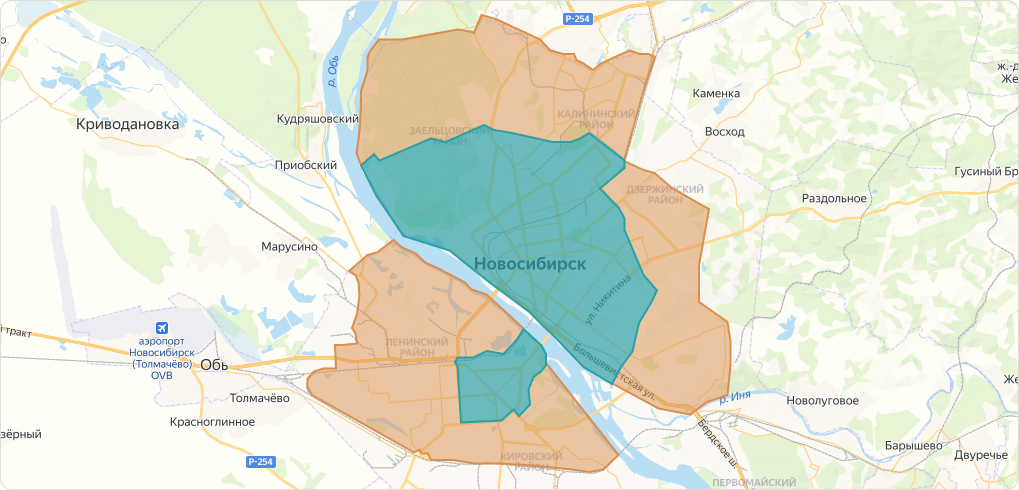 Р-254
р. Обь
ж.-д
Же
Каменка
Криводановка
Кудряшовский
КАЛИНИНСКИЙ
РАЙОН
ЗАЕЛЬЦОВСКИЙ
РАЙОН
Восход
Приобский
Гусиный Бр
ДЗЕРЖИНСКИЙ
РАЙОН
Раздольное
Марусино
Новосибирск
ул. Никитина
й тракт
аэропорт
Новосибирск
(Толмачёво)
OVB
Обь
ЛЕНИНСКИЙ
РАЙОН
Большевистская ул.
Же
Толмачёво
р. Иня
Новолуговое
Красноглинное
зёрный
Бердское ш.
Барышево
Двуречье
Р-254
КИРОВСКИЙ
РАЙОН
ПЕРВОМАЙСКИЙ